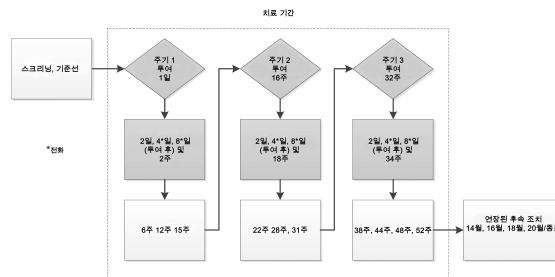 치료 기간
스크리닝, 기준선
주기 1
투여
1일
주기 2
투여
16주
주기 3
투여
32주
*전화
2일, 4*일, 8*일
(투여 후) 및
2주
2일, 4*일, 8*일
(투여 후) 및
18주
2일, 4*일, 8*일
(투여 후) 및
34주
6주 12주 15주
22주 28주, 31주
38주, 44주, 48주, 52주
연장된 후속 조치
14월, 16월, 18월, 20월/종료